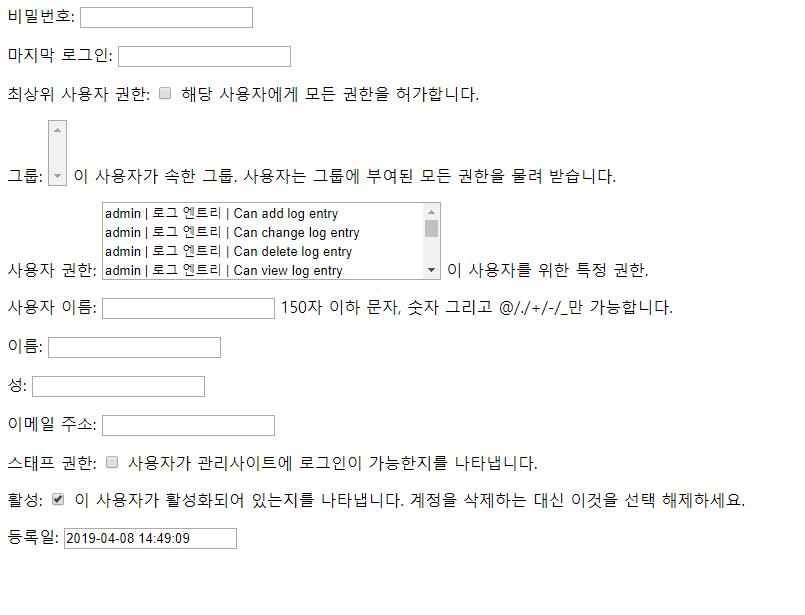 비밀번호:
마지막 로그인:
최상위 사용자 권한: 해당 사용자에게 모든 권한을 허가합니다.
그룹: 이 사용자가 속한 그룹. 사용자는 그룹에 부여된 모든 권한을 물려 받습니다.
admin | 로그 엔트리 | Can add log entry
admin | 로그 엔트리 | Can change log entry
admin | 로그 엔트리 | Can delete log entry
admin | 로그 엔트리 | Can view log entry
사용자 권한: 이 사용자를 위한 특정 권한.
사용자 이름: 150자 이하 문자, 숫자 그리고 @/./+/-/_만 가능합니다.
이름:
성:
이메일 주소:
스태프 권한: 사용자가 관리사이트에 로그인이 가능한지를 나타냅니다.
활성: 이 사용자가 활성화되어 있는지를 나타냅니다. 계정을 삭제하는 대신 이것을 선택 해제하세요.
등록일: 2019-04-08 14:49:09